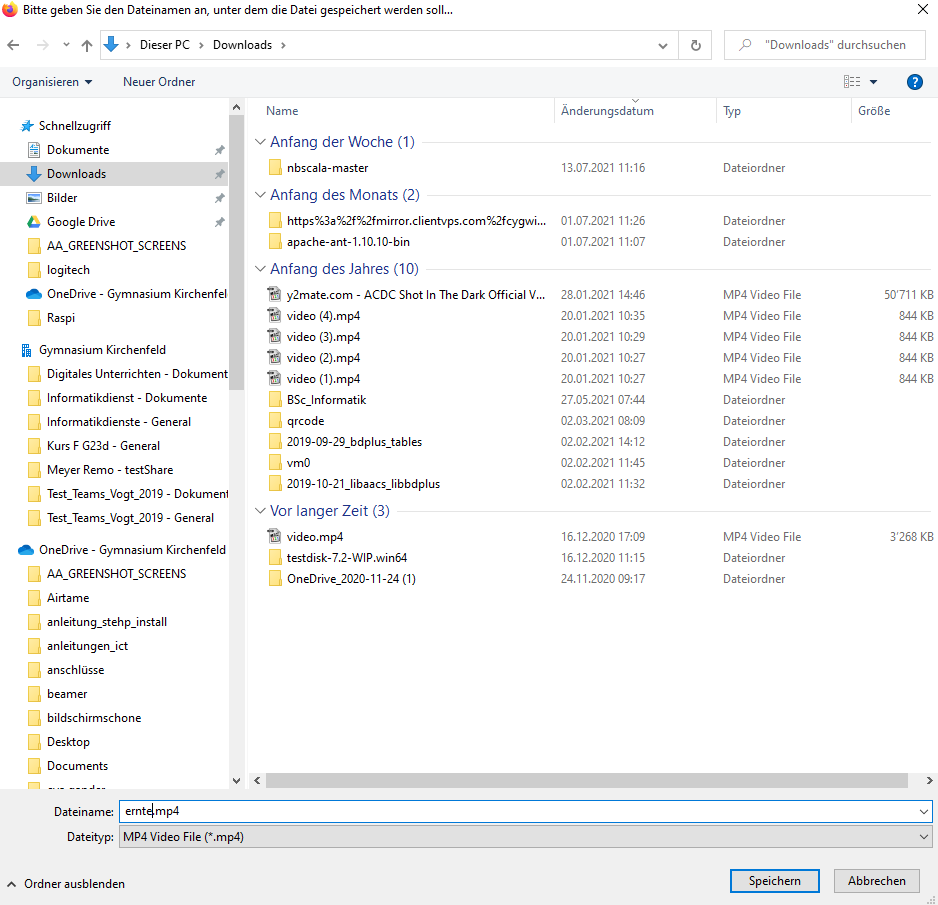 Bitte geben Sie den Dateinamen an, unter dem die Datei gespeichert werden soll...
Dieser PC > Downloads >
"Downloads" durchsuchen
Organisieren
Neuer Ordner
Schnellzugriff
Dokumente
Downloads
Bilder
Google Drive
AA_GREENSHOT_SCREENS
logitech
OneDrive - Gymnasium Kirchenfel
Raspi
Gymnasium Kirchenfeld
Digitales Unterrichten - Dokument
Informatikdienst - Dokumente
Informatikdienste - General
Kurs F G23d - General
Meyer Remo - testShare
Test_Teams_Vogt_2019 - Dokument
Test_Teams_Vogt_2019 - General
OneDrive - Gymnasium Kirchenfeld
AA_GREENSHOT_SCREENS
Airtame
anleitung_stehp_install
anleitungen_ict
anschlüsse
beamer
bildschirmschone
Desktop
Documents
Name Änderungsdatum Typ Größe
Anfang der Woche (1)
nbscala-master 13.07.2021 11:16 Dateiordner
Anfang des Monats (2)
https%3a%2f%2fmirror.clientvps.com%2fcygwi... 01.07.2021 11:26 Dateiordner
apache-ant-1.10.10-bin 01.07.2021 11:07 Dateiordner
Anfang des Jahres (10)
y2mate.com - ACDC Shot In The Dark Official V... 28.01.2021 14:46 MP4 Video File 50'711 KB
video (4).mp4 20.01.2021 10:35 MP4 Video File 844 KB
video (3).mp4 20.01.2021 10:29 MP4 Video File 844 KB
video (2).mp4 20.01.2021 10:27 MP4 Video File 844 KB
video (1).mp4 20.01.2021 10:27 MP4 Video File 844 KB
BSc_Informatik 27.05.2021 07:44 Dateiordner
qrcode 02.03.2021 08:09 Dateiordner
2019-09-29_bdplus_tables 02.02.2021 14:12 Dateiordner
vm0 02.02.2021 11:45 Dateiordner
2019-10-21_libaacs_libbdplus 02.02.2021 11:32 Dateiordner
Vor langer Zeit (3)
video.mp4 16.12.2020 17:09 MP4 Video File 3'268 KB
testdisk-7.2-WIP.win64 16.12.2020 11:15 Dateiordner
OneDrive_2020-11-24 (1) 24.11.2020 09:17 Dateiordner
Dateiname: ernte.mp4
Dateityp: MP4 Video File (*.mp4)
Ordner ausblenden
Speichern
Abbrechen